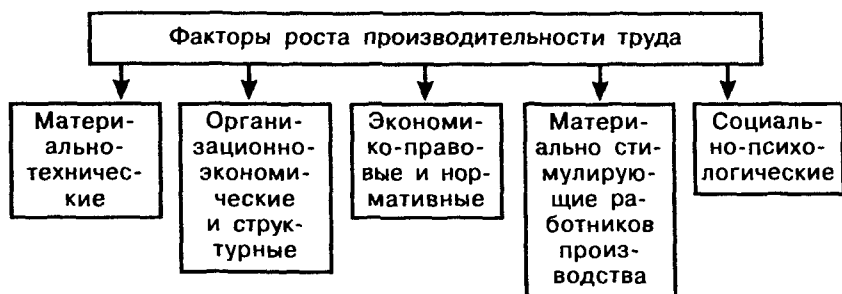 Факторы роста производительности труда
Матери-
ально-
техничес-
кие
Органи-
зационно-
экономи-
ческие
и струк-
турные
Экономи-
ко-право-
вые и нор-
мативные
Матери-
ально сти-
мулирую-
щие ра-
ботников
произ-
водства
Социаль-
но-психо-
логические